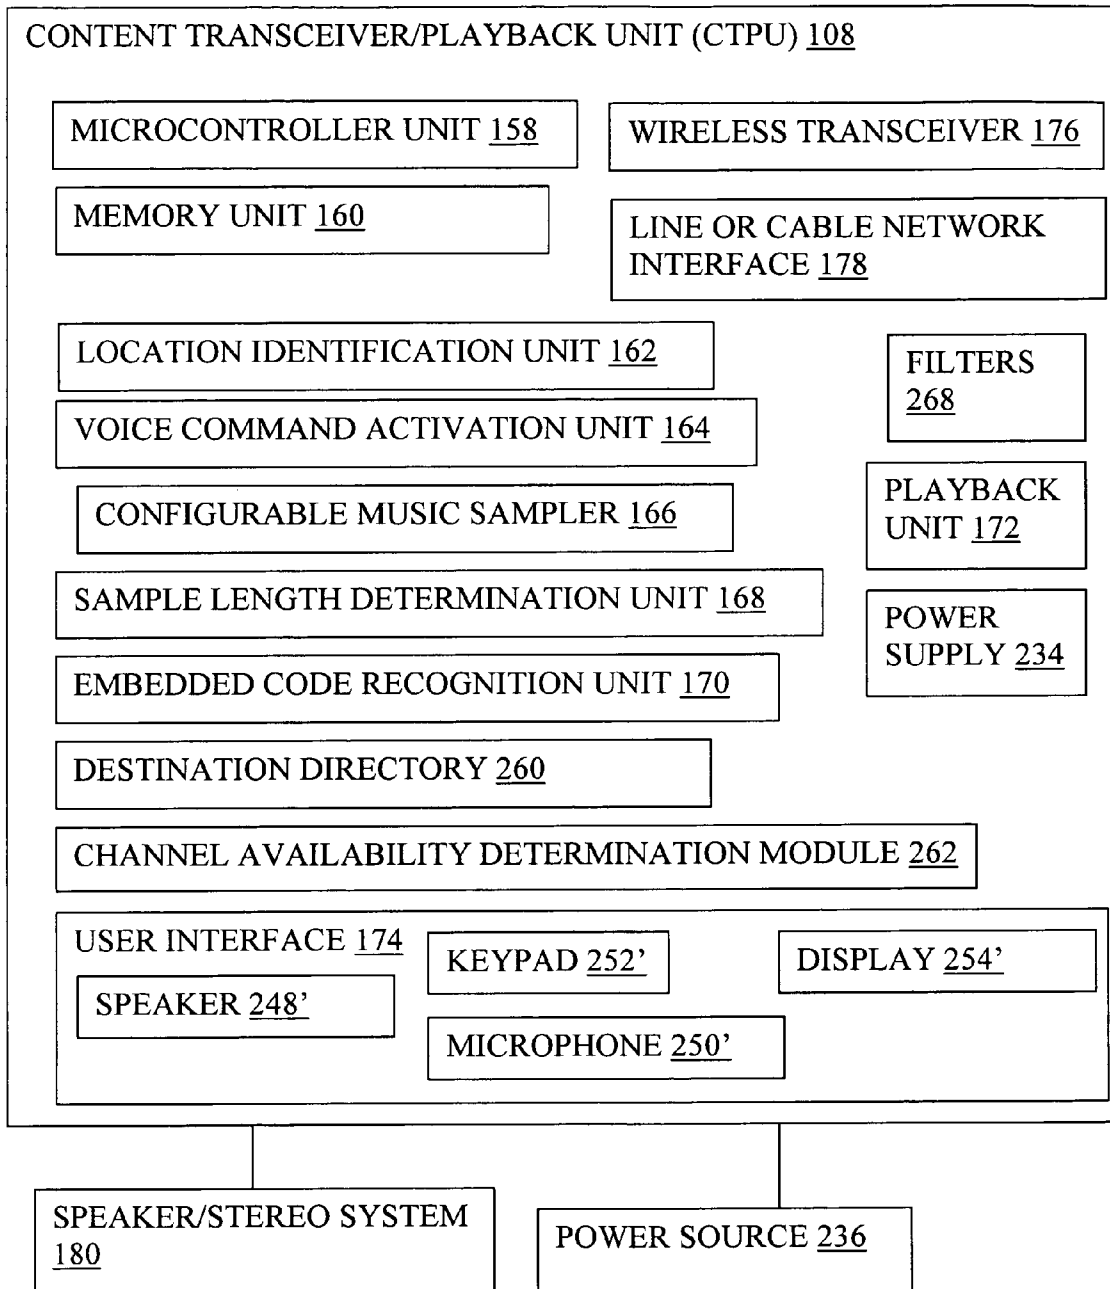 CONTENT TRANSCEIVER/PLAYBACK UNIT (CTPU) 108
MICROCONTROLLER UNIT 158
WIRELESS TRANSCEIVER 176
MEMORY UNIT 160
LINE OR CABLE NETWORK
INTERFACE 178
LOCATION IDENTIFICATION UNIT 162
FILTERS
268
VOICE COMMAND ACTIVATION UNIT 164
CONFIGURABLE MUSIC SAMPLER 166
PLAYBACK
UNIT 172
SAMPLE LENGTH DETERMINATION UNIT 168
POWER
SUPPLY 234
EMBEDDED CODE RECOGNITION UNIT 170
DESTINATION DIRECTORY 260
CHANNEL AVAILABILITY DETERMINATION MODULE 262
USER INTERFACE 174
KEYPAD 252’
DISPLAY 254’
SPEAKER 248’
MICROPHONE 250’
SPEAKER/STEREO SYSTEM
180
POWER SOURCE 236